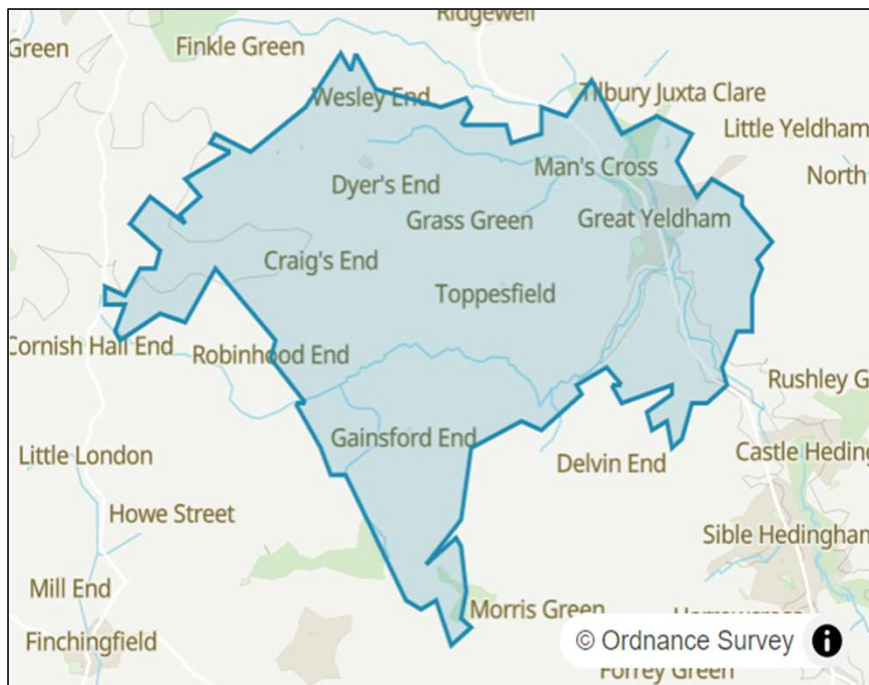 Ridgewell
Green
Finkle Green
Wesley End
Tilbury Juxta Clare
Little Yeldham
Man's Cross
North
Dyer's End
Grass Green
Great Yeldham
Craig's End
Toppesfield
Cornish Hall End
Robinhood End
Rushley G
Gainsford End
Little London
Delvin End
Castle Heding
Howe Street
Sible Hedingham
Mill End
Morris Green
Finchingfield
© Ordnance Survey
Forrey Green